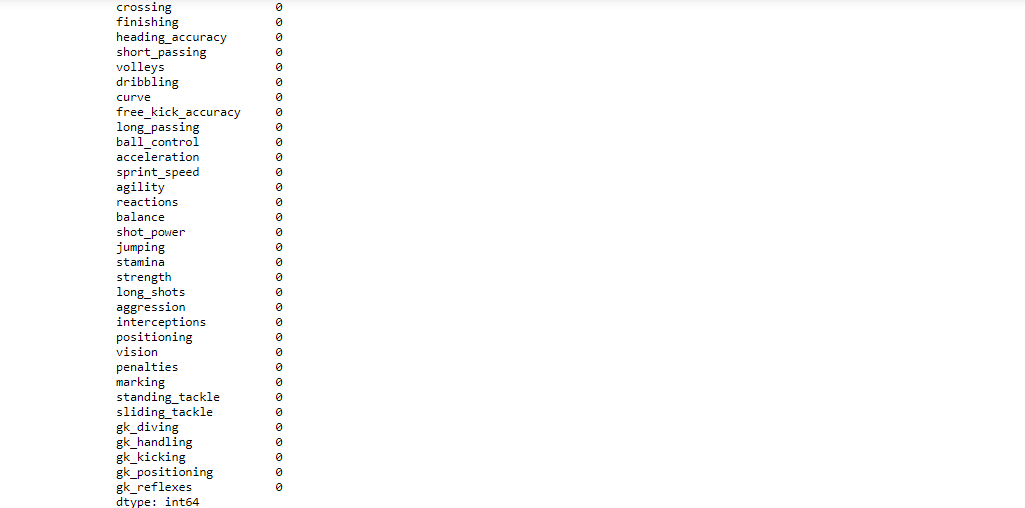 crossing 0
finishing 0
heading_accuracy 0
short_passing 0
volleys 0
dribbling 0
curve 0
free_kick_accuracy 0
long_passing 0
ball_control 0
acceleration 0
sprint_speed 0
agility 0
reactions 0
balance 0
shot_power 0
jumping 0
stamina 0
strength 0
long_shots 0
aggression 0
interceptions 0
positioning 0
vision 0
penalties 0
marking 0
standing_tackle 0
sliding_tackle 0
gk_diving 0
gk_handling 0
gk_kicking 0
gk_positioning 0
gk_reflexes 0
dtype: int64